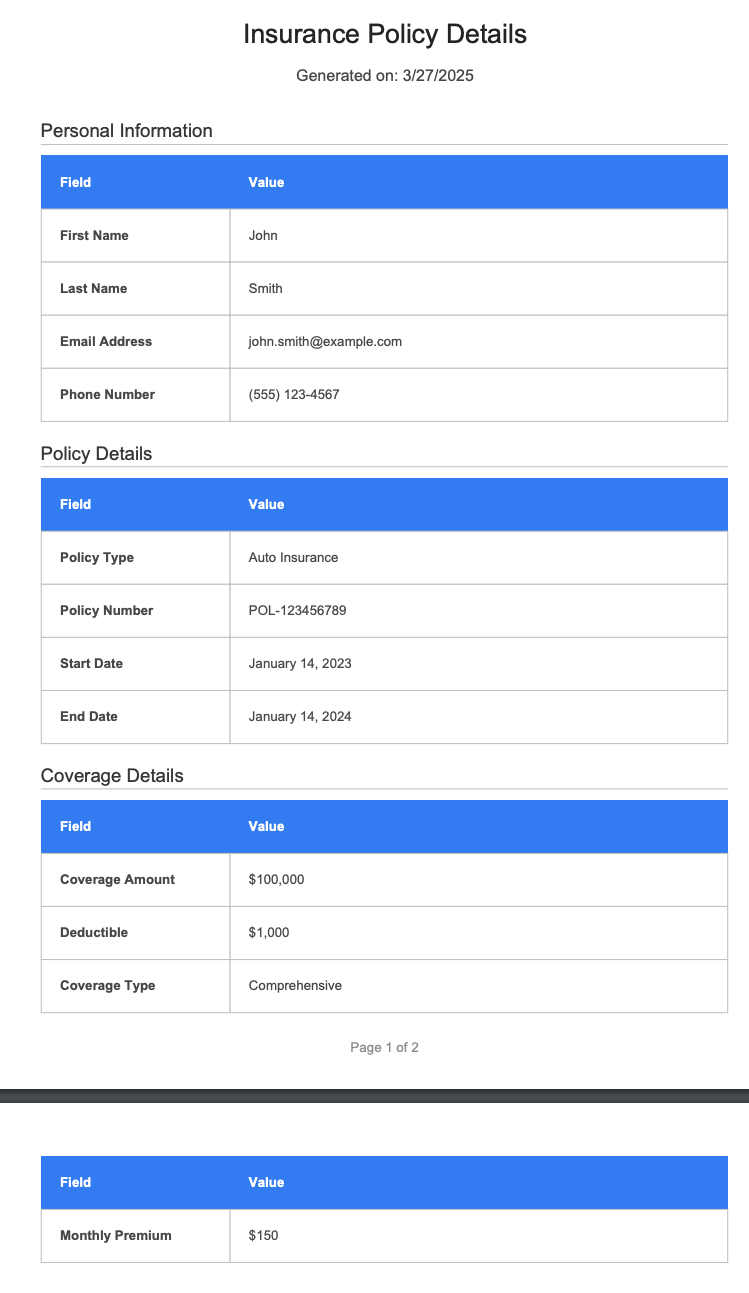 Insurance Policy Details
Generated on: 3/27/2025
Personal Information
Field Value
First Name John
Last Name Smith
Email Address john.smith@example.com
Phone Number (555) 123-4567
Policy Details
Field Value
Policy Type Auto Insurance
Policy Number POL-123456789
Start Date January 14, 2023
End Date January 14, 2024
Coverage Details
Field Value
Coverage Amount $100,000
Deductible $1,000
Coverage Type Comprehensive
Page 1 of 2
Field Value
Monthly Premium $150